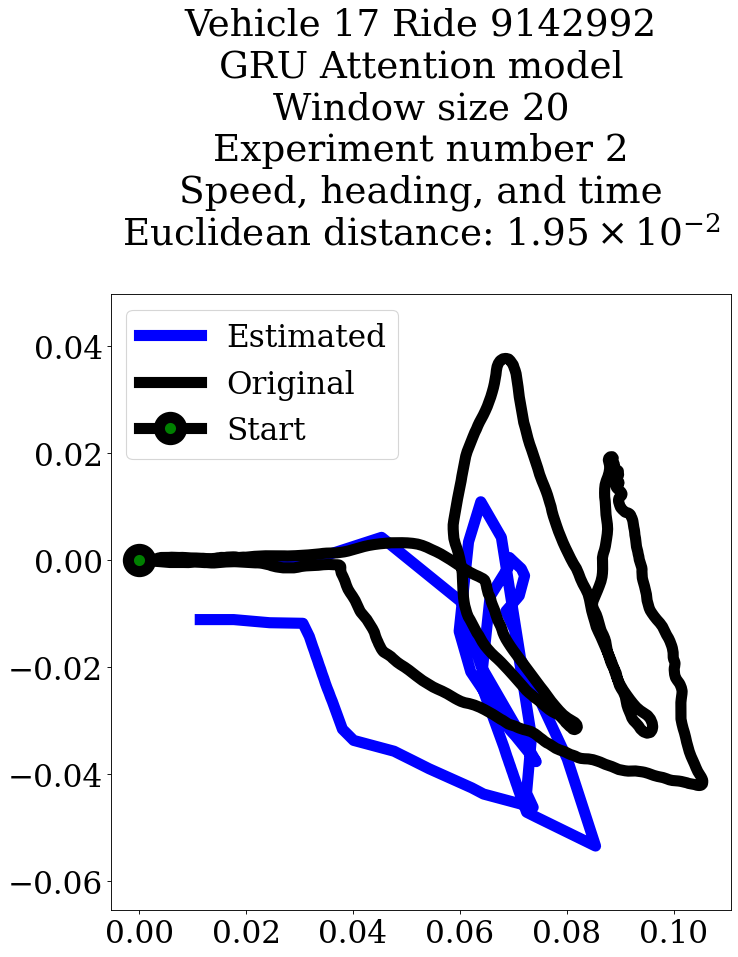 Vehicle 17 Ride 9142992
GRU Attention model
Window size 20
Experiment number 2
Speed, heading, and time
Euclidean distance: 1.95 × 10⁻²
Estimated
Original
Start
0.04
0.02
0.00
−0.02
−0.04
−0.06
0.00 0.02 0.04 0.06 0.08 0.10